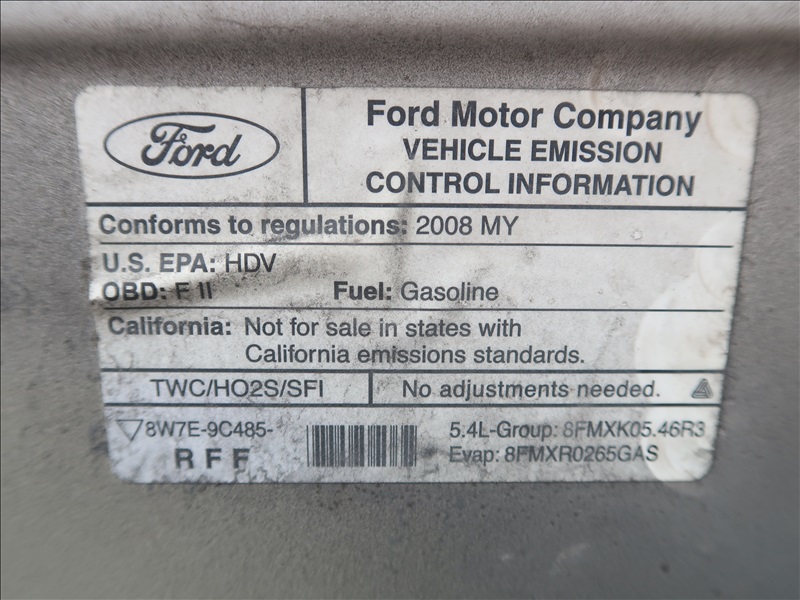 Ford
Ford Motor Company
VEHICLE EMISSION
CONTROL INFORMATION
Conforms to regulations: 2008 MY
U.S. EPA: HDV
OBD: F II Fuel: Gasoline
California: Not for sale in states with
California emissions standards.
TWC/HO2S/SFI No adjustments needed.
8W7E-9C485-
RFF
5.4L-Group: 8FMXK05.46R3
Evap: 8FMXR0265GAS